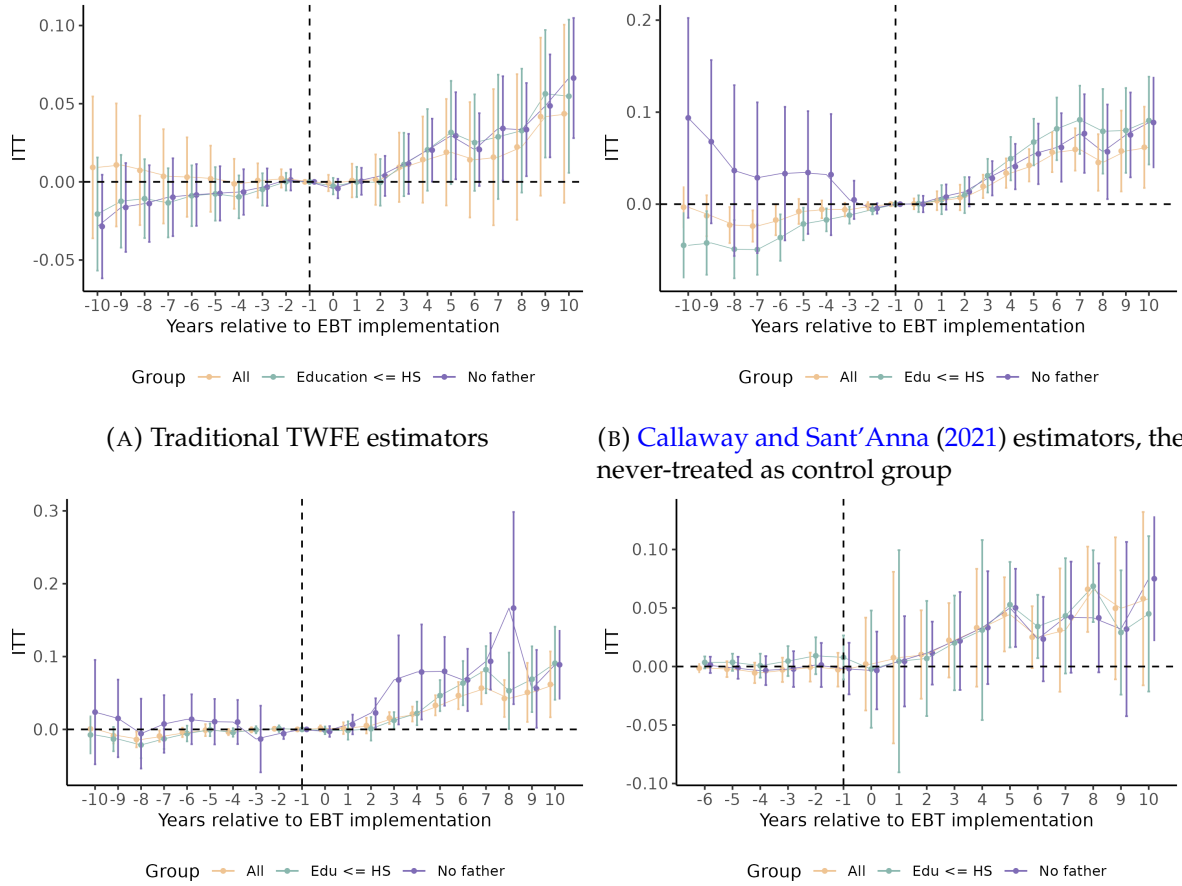 0.10
0.05
0.00
-0.05
ITT
-10 -9 -8 -7 -6 -5 -4 -3 -2 -1 0 1 2 3 4 5 6 7 8 9 10
Years relative to EBT implementation
Group All Education <= HS No father
(A) Traditional TWFE estimators
0.2
0.1
0.0
ITT
-10 -9 -8 -7 -6 -5 -4 -3 -2 -1 0 1 2 3 4 5 6 7 8 9 10
Years relative to EBT implementation
Group All Edu <= HS No father
(B) Callaway and Sant'Anna (2021) estimators, the
never-treated as control group
0.3
0.2
0.1
0.0
ITT
-10 -9 -8 -7 -6 -5 -4 -3 -2 -1 0 1 2 3 4 5 6 7 8 9 10
Years relative to EBT implementation
Group All Edu <= HS No father
0.10
0.05
0.00
-0.05
-0.10
ITT
-6 -5 -4 -3 -2 -1 0 1 2 3 4 5 6 7 8 9 10
Years relative to EBT implementation
Group All Edu <= HS No father